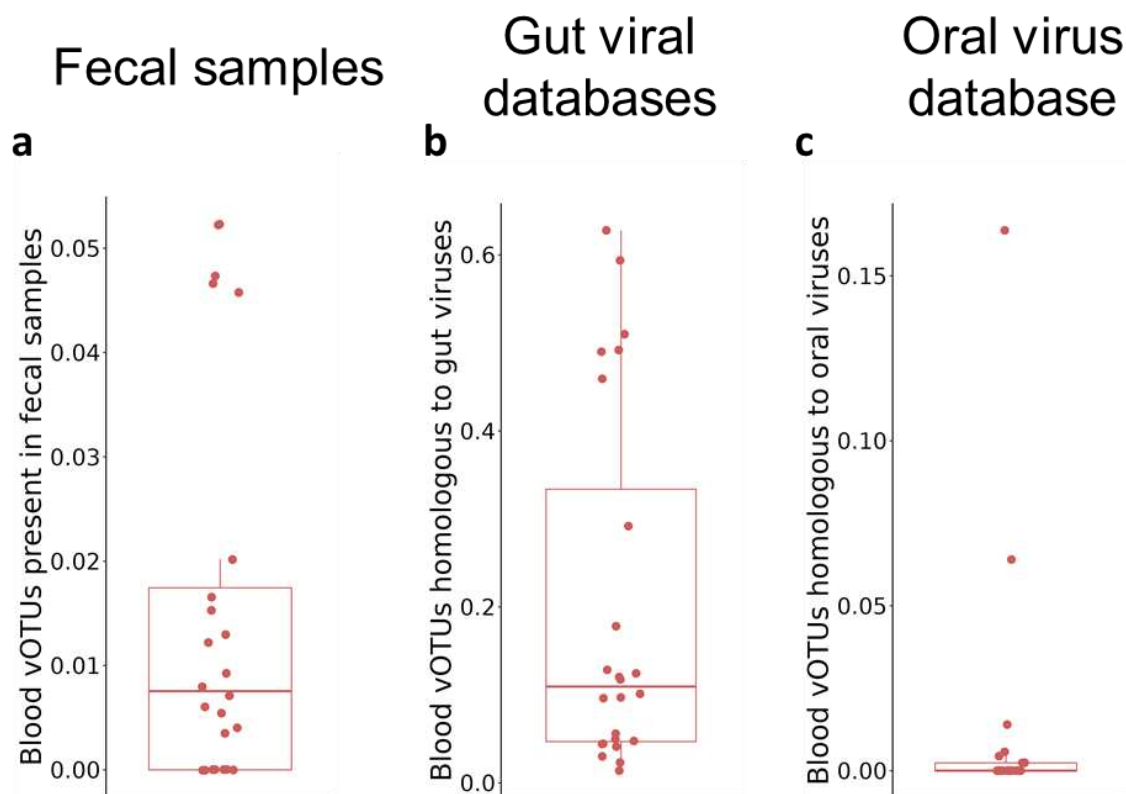 Fecal samples
Gut viral
databases
Oral virus
database
a
b
c
Blood vOTUs present in fecal samples
0.05
0.04
0.03
0.02
0.01
0.00
Blood vOTUs homologous to gut viruses
0.6
0.4
0.2
0.0
Blood vOTUs homologous to oral viruses
0.15
0.10
0.05
0.00